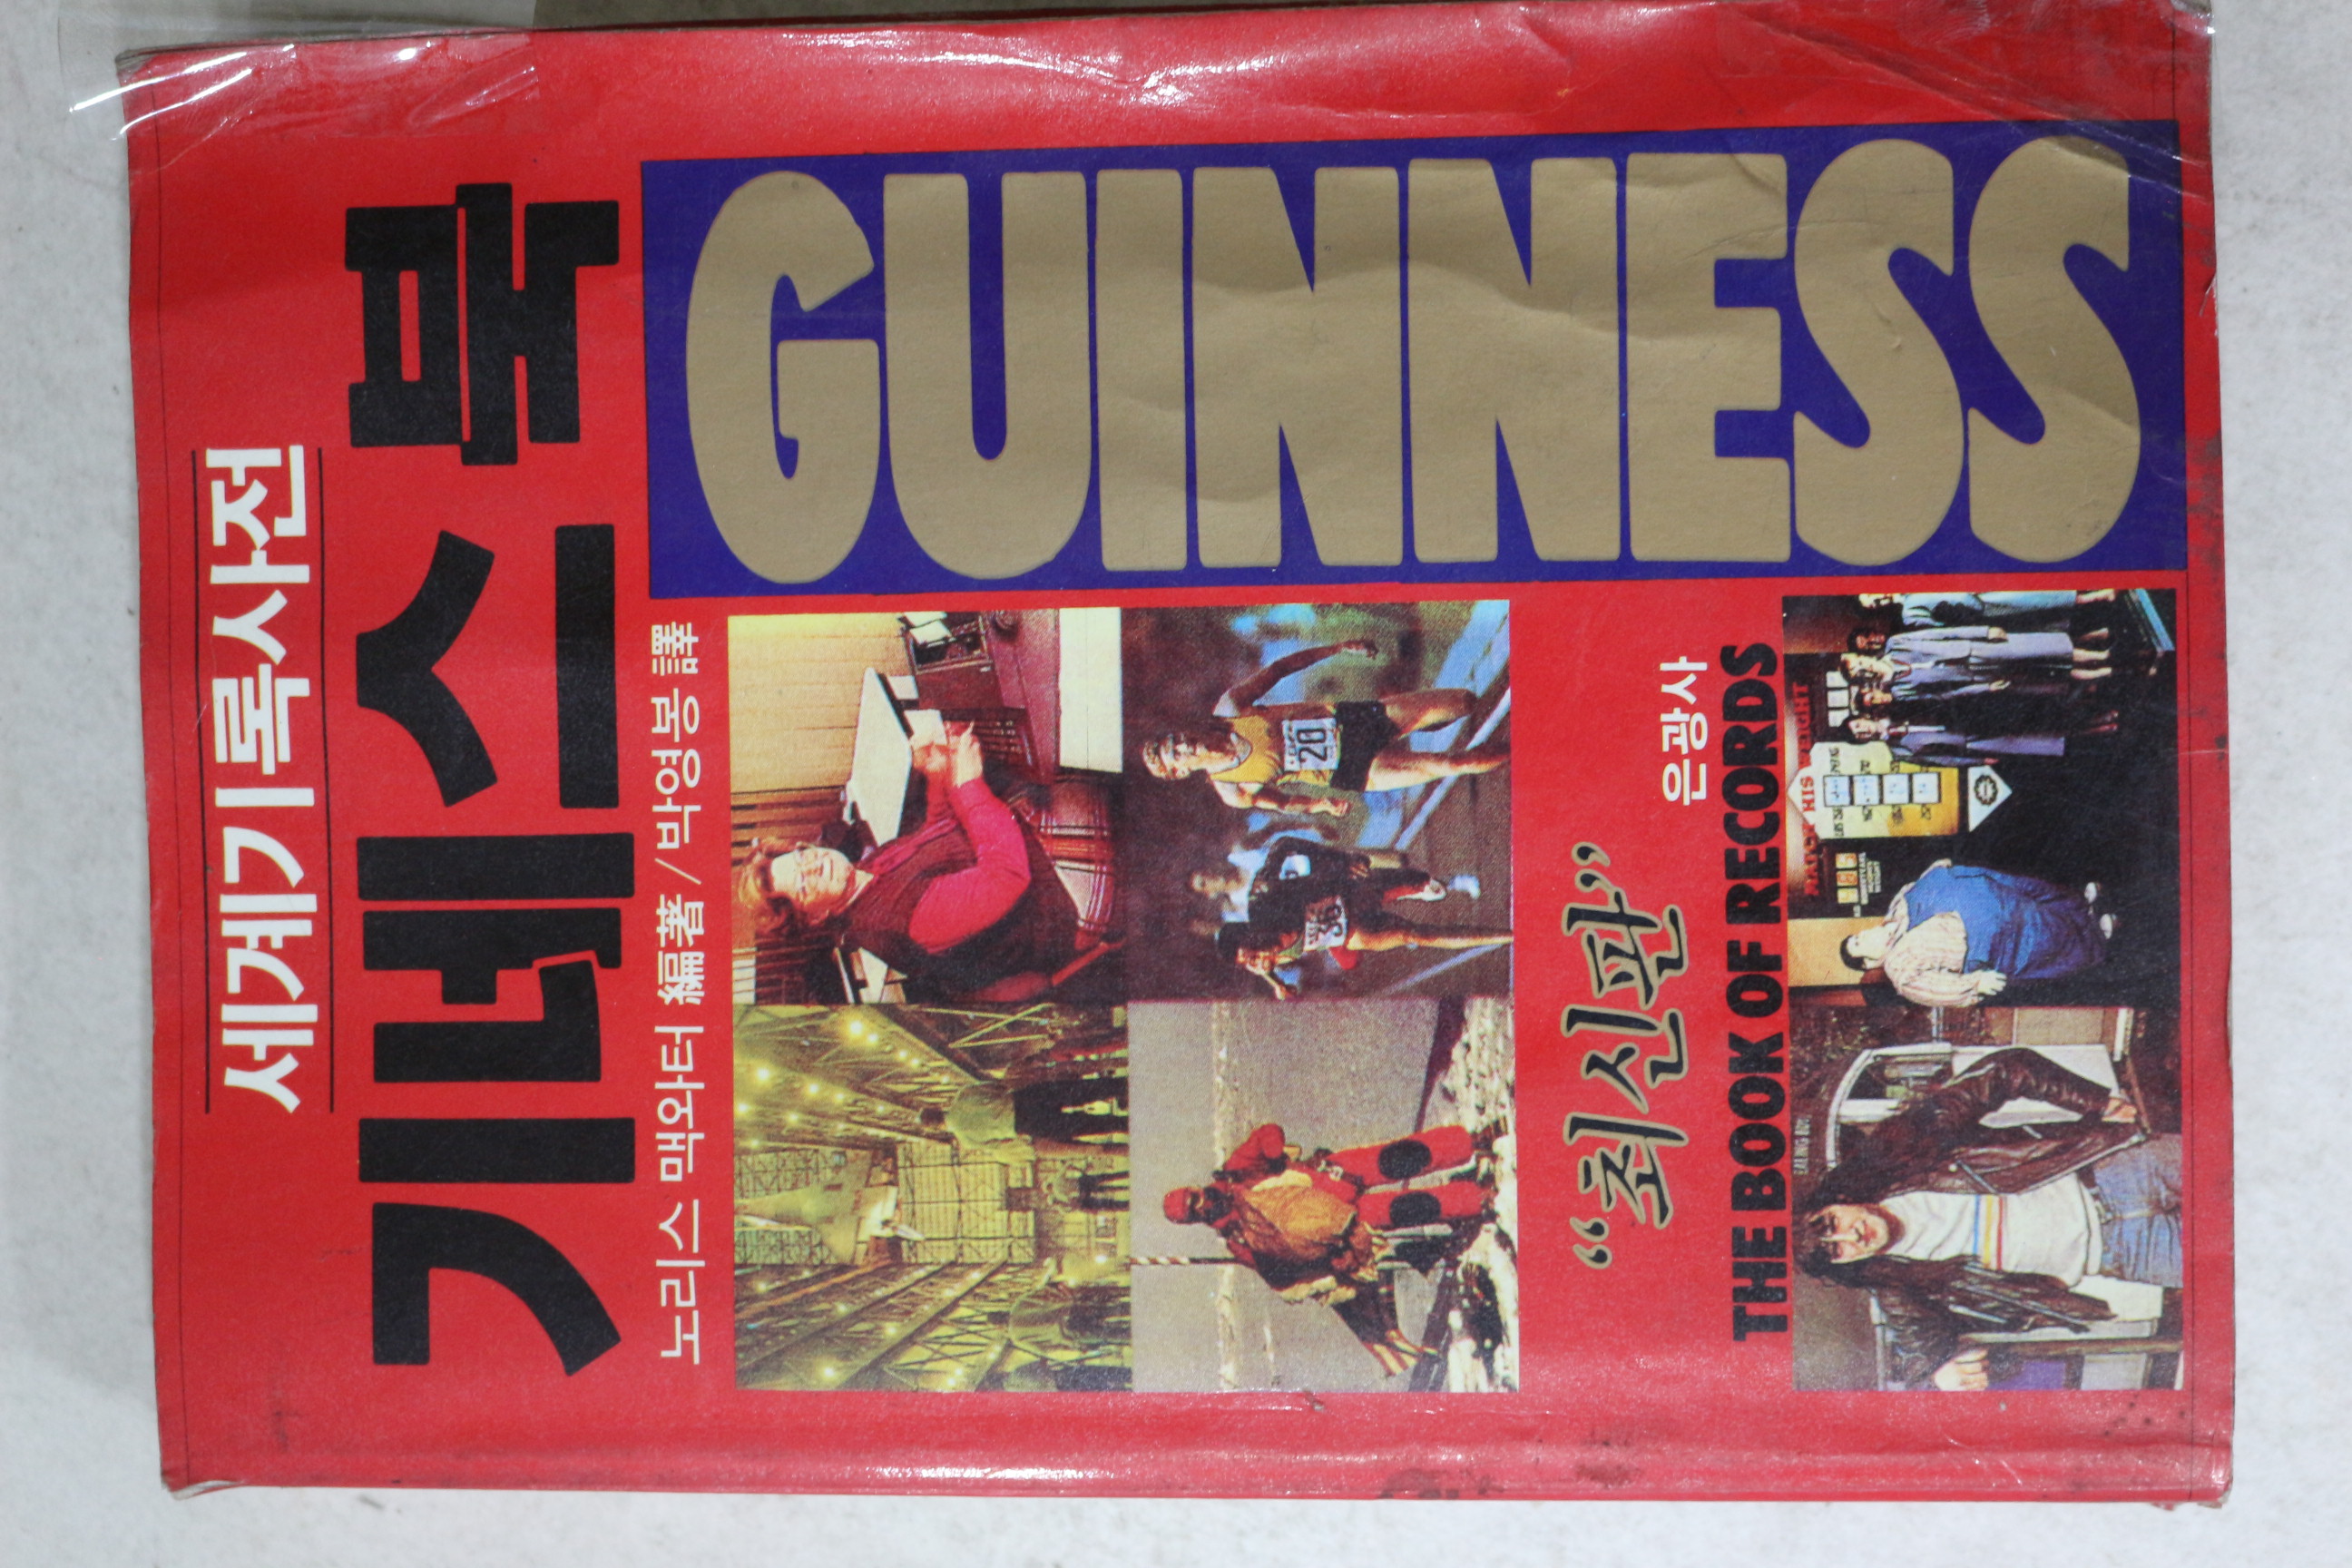 세계기록사전
기네스북
노리스 맥와터 編著 / 박영봉 譯
GUINNESS
20
36
“최신판”
은광사
THE BOOK OF RECORDS